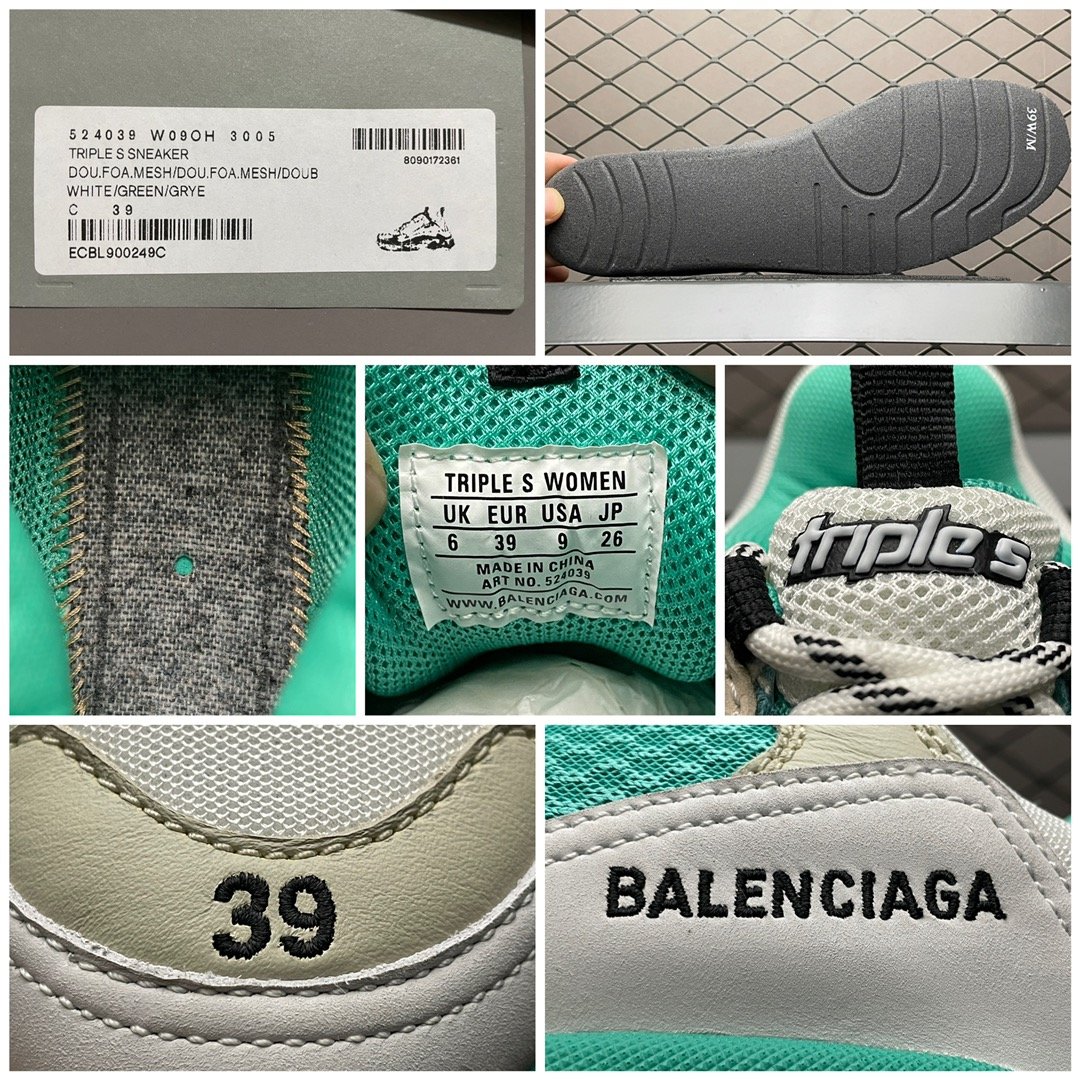 524039 W09OH 3005
TRIPLE S SNEAKER
DOU.FOA.MESH/DOU.FOA.MESH/DOUB
WHITE/GREEN/GRYE
C 39
ECBL900249C
8090172361
39W/M
TRIPLE S WOMEN
UK EUR USA JP
6 39 9 26
MADE IN CHINA
ART NO. 524039
WWW.BALENCIAGA.COM
triple s
39
BALENCIAGA